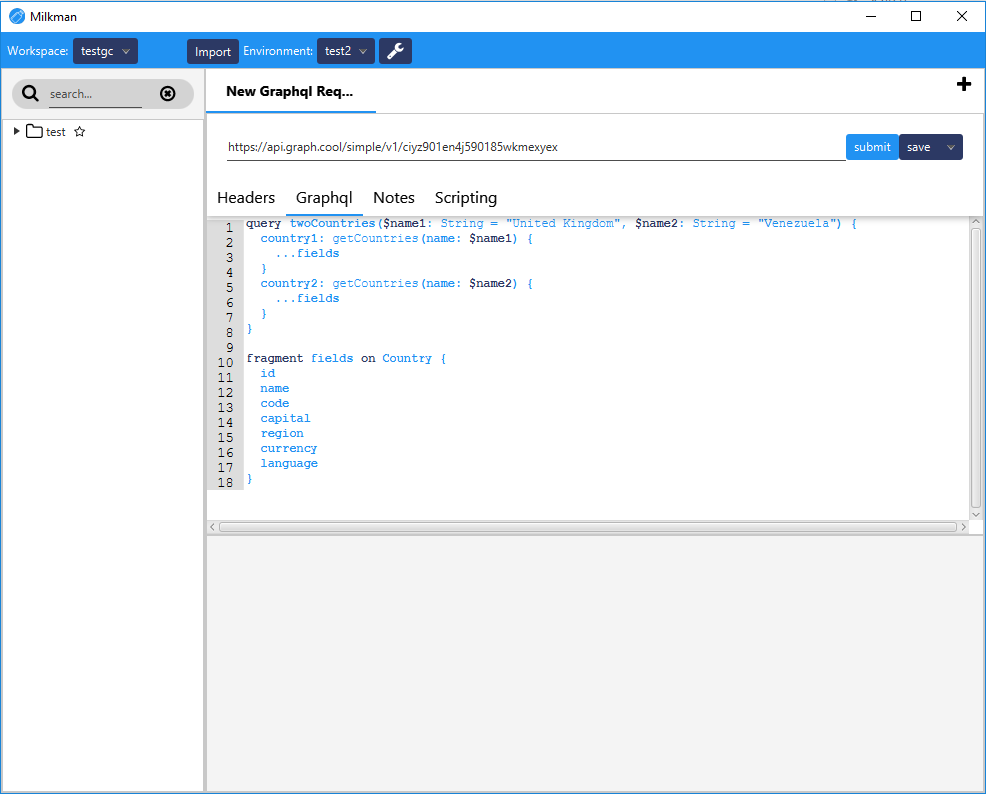 Milkman
Workspace: testgc Import Environment: test2
search...
test
New Graphql Req...
https://api.graph.cool/simple/v1/ciyz901en4j590185wkmexyex submit save
Headers Graphql Notes Scripting
1 query twoCountries($name1: String = "United Kingdom", $name2: String = "Venezuela") {
2 country1: getCountries(name: $name1) {
3 ...fields
4 }
5 country2: getCountries(name: $name2) {
6 ...fields
7 }
8 }
9
10 fragment fields on Country {
11 id
12 name
13 code
14 capital
15 region
16 currency
17 language
18 }